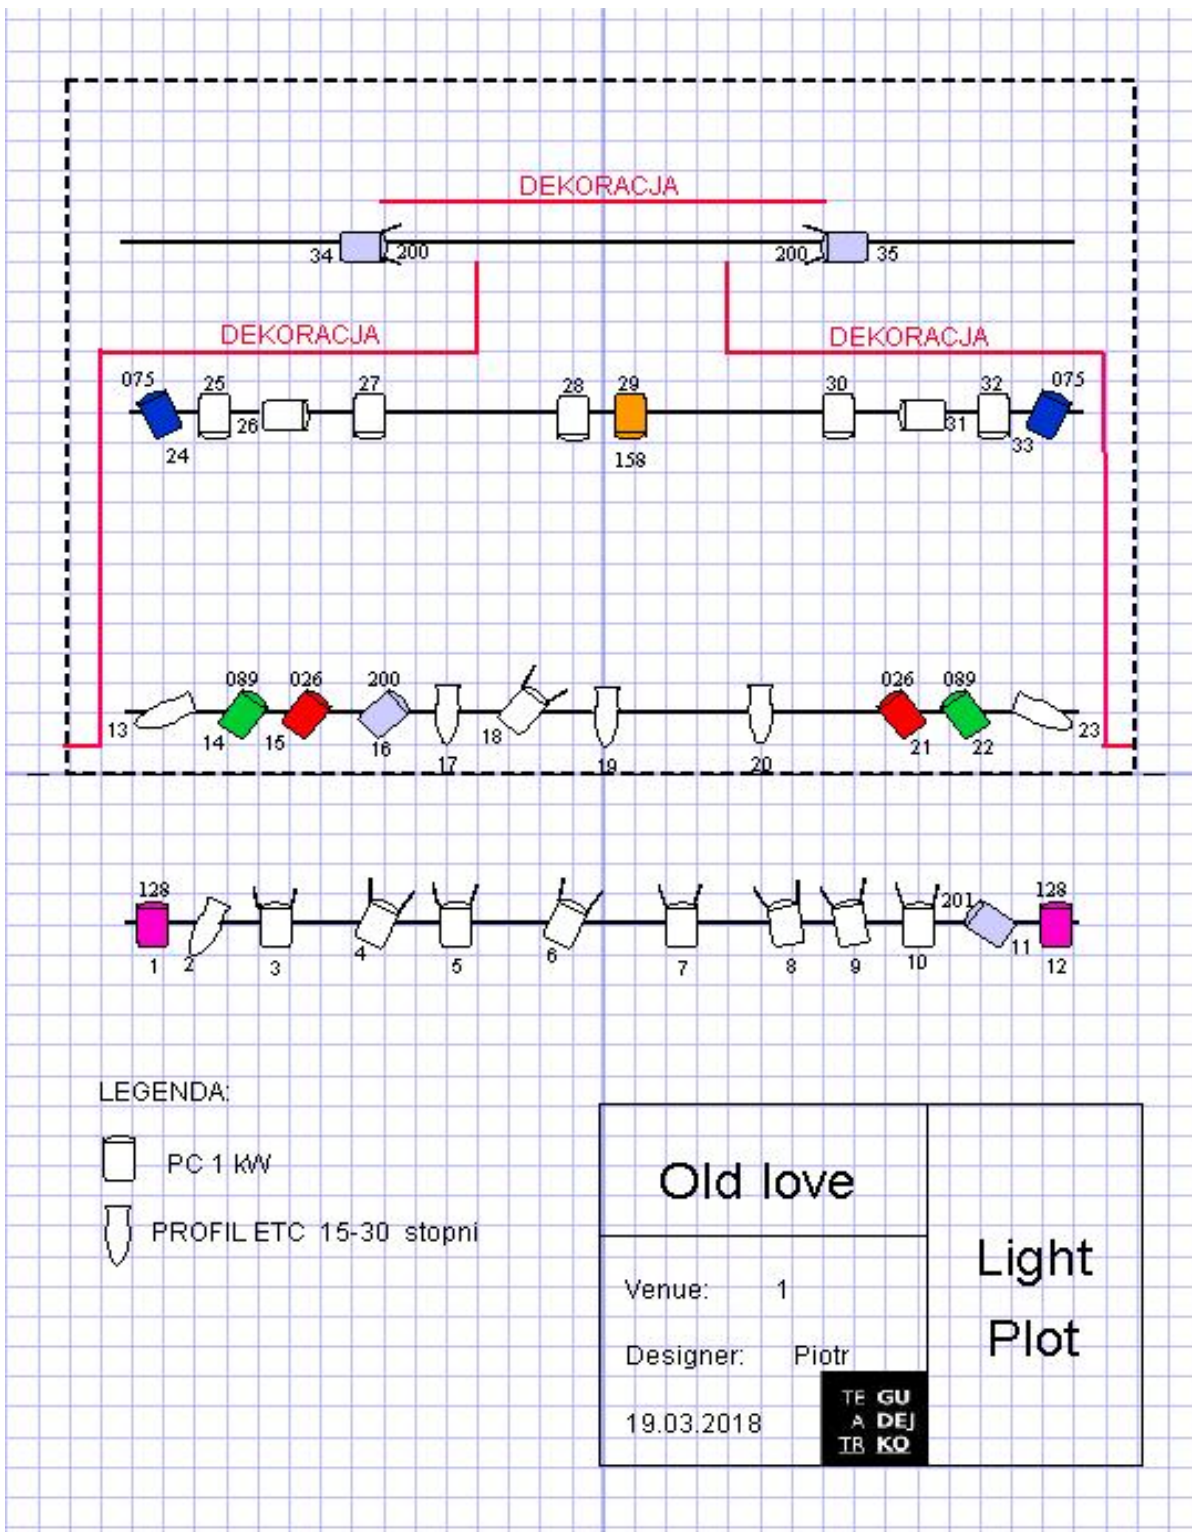 DEKORACJA
34 200 200 35
DEKORACJA DEKORACJA
075 25 27 28 29 30 32 075
26 31
24 158 33
089 026 200 026 089
13 14 15 16 18 21 22 23
17 19 20
128 201 128
1 2 3 4 5 6 7 8 9 10 11 12
LEGENDA:
PC 1 kW
PROFIL ETC 15-30 stopni
Old love
Venue: 1
Designer: Piotr
19.03.2018
TE GU
A DEJ
TR KO
Light
Plot